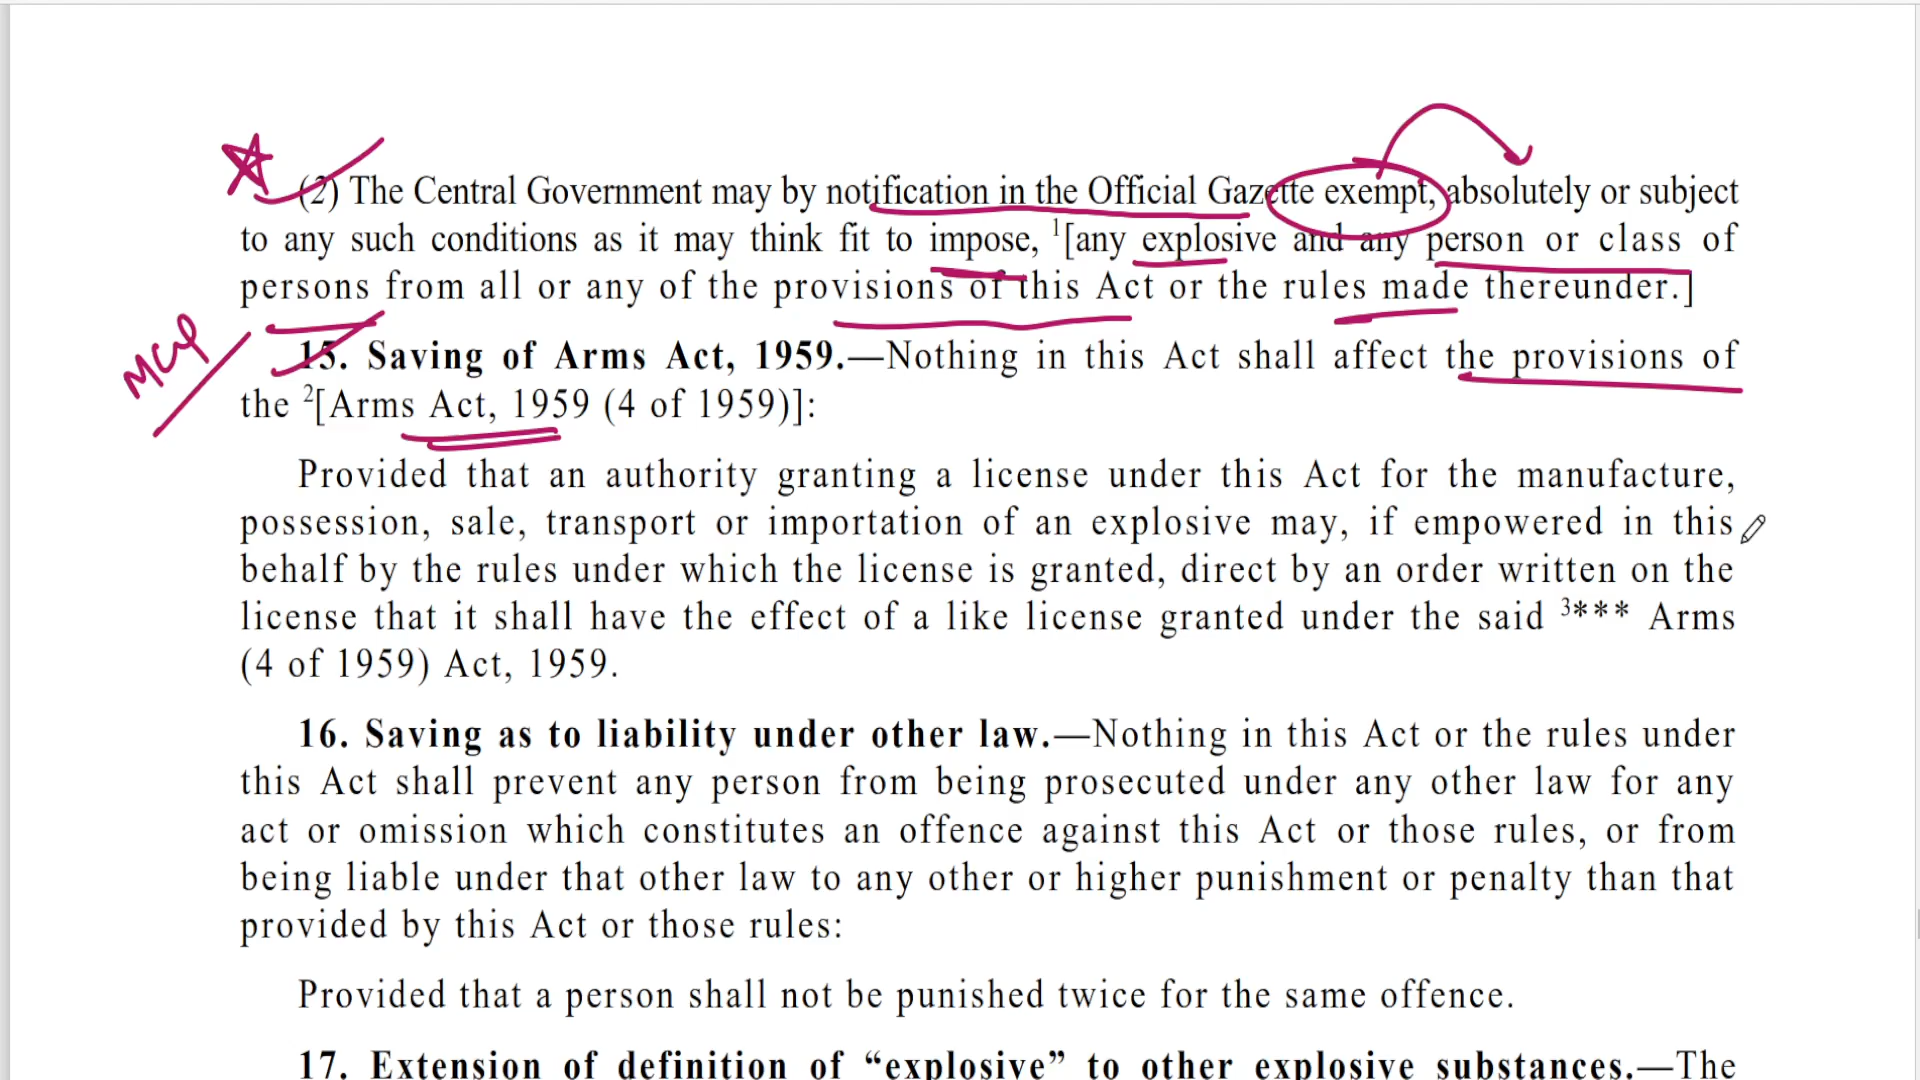 (2) The Central Government may by notification in the Official Gazette exempt, absolutely or subject
to any such conditions as it may think fit to impose, ¹[any explosive and any person or class of
persons from all or any of the provisions of this Act or the rules made thereunder.]
MCQ
15. Saving of Arms Act, 1959.—Nothing in this Act shall affect the provisions of
the ²[Arms Act, 1959 (4 of 1959)]:
Provided that an authority granting a license under this Act for the manufacture,
possession, sale, transport or importation of an explosive may, if empowered in this
behalf by the rules under which the license is granted, direct by an order written on the
license that it shall have the effect of a like license granted under the said ³*** Arms
(4 of 1959) Act, 1959.
16. Saving as to liability under other law.—Nothing in this Act or the rules under
this Act shall prevent any person from being prosecuted under any other law for any
act or omission which constitutes an offence against this Act or those rules, or from
being liable under that other law to any other or higher punishment or penalty than that
provided by this Act or those rules:
Provided that a person shall not be punished twice for the same offence.
17. Extension of definition of “explosive” to other explosive substances.—The